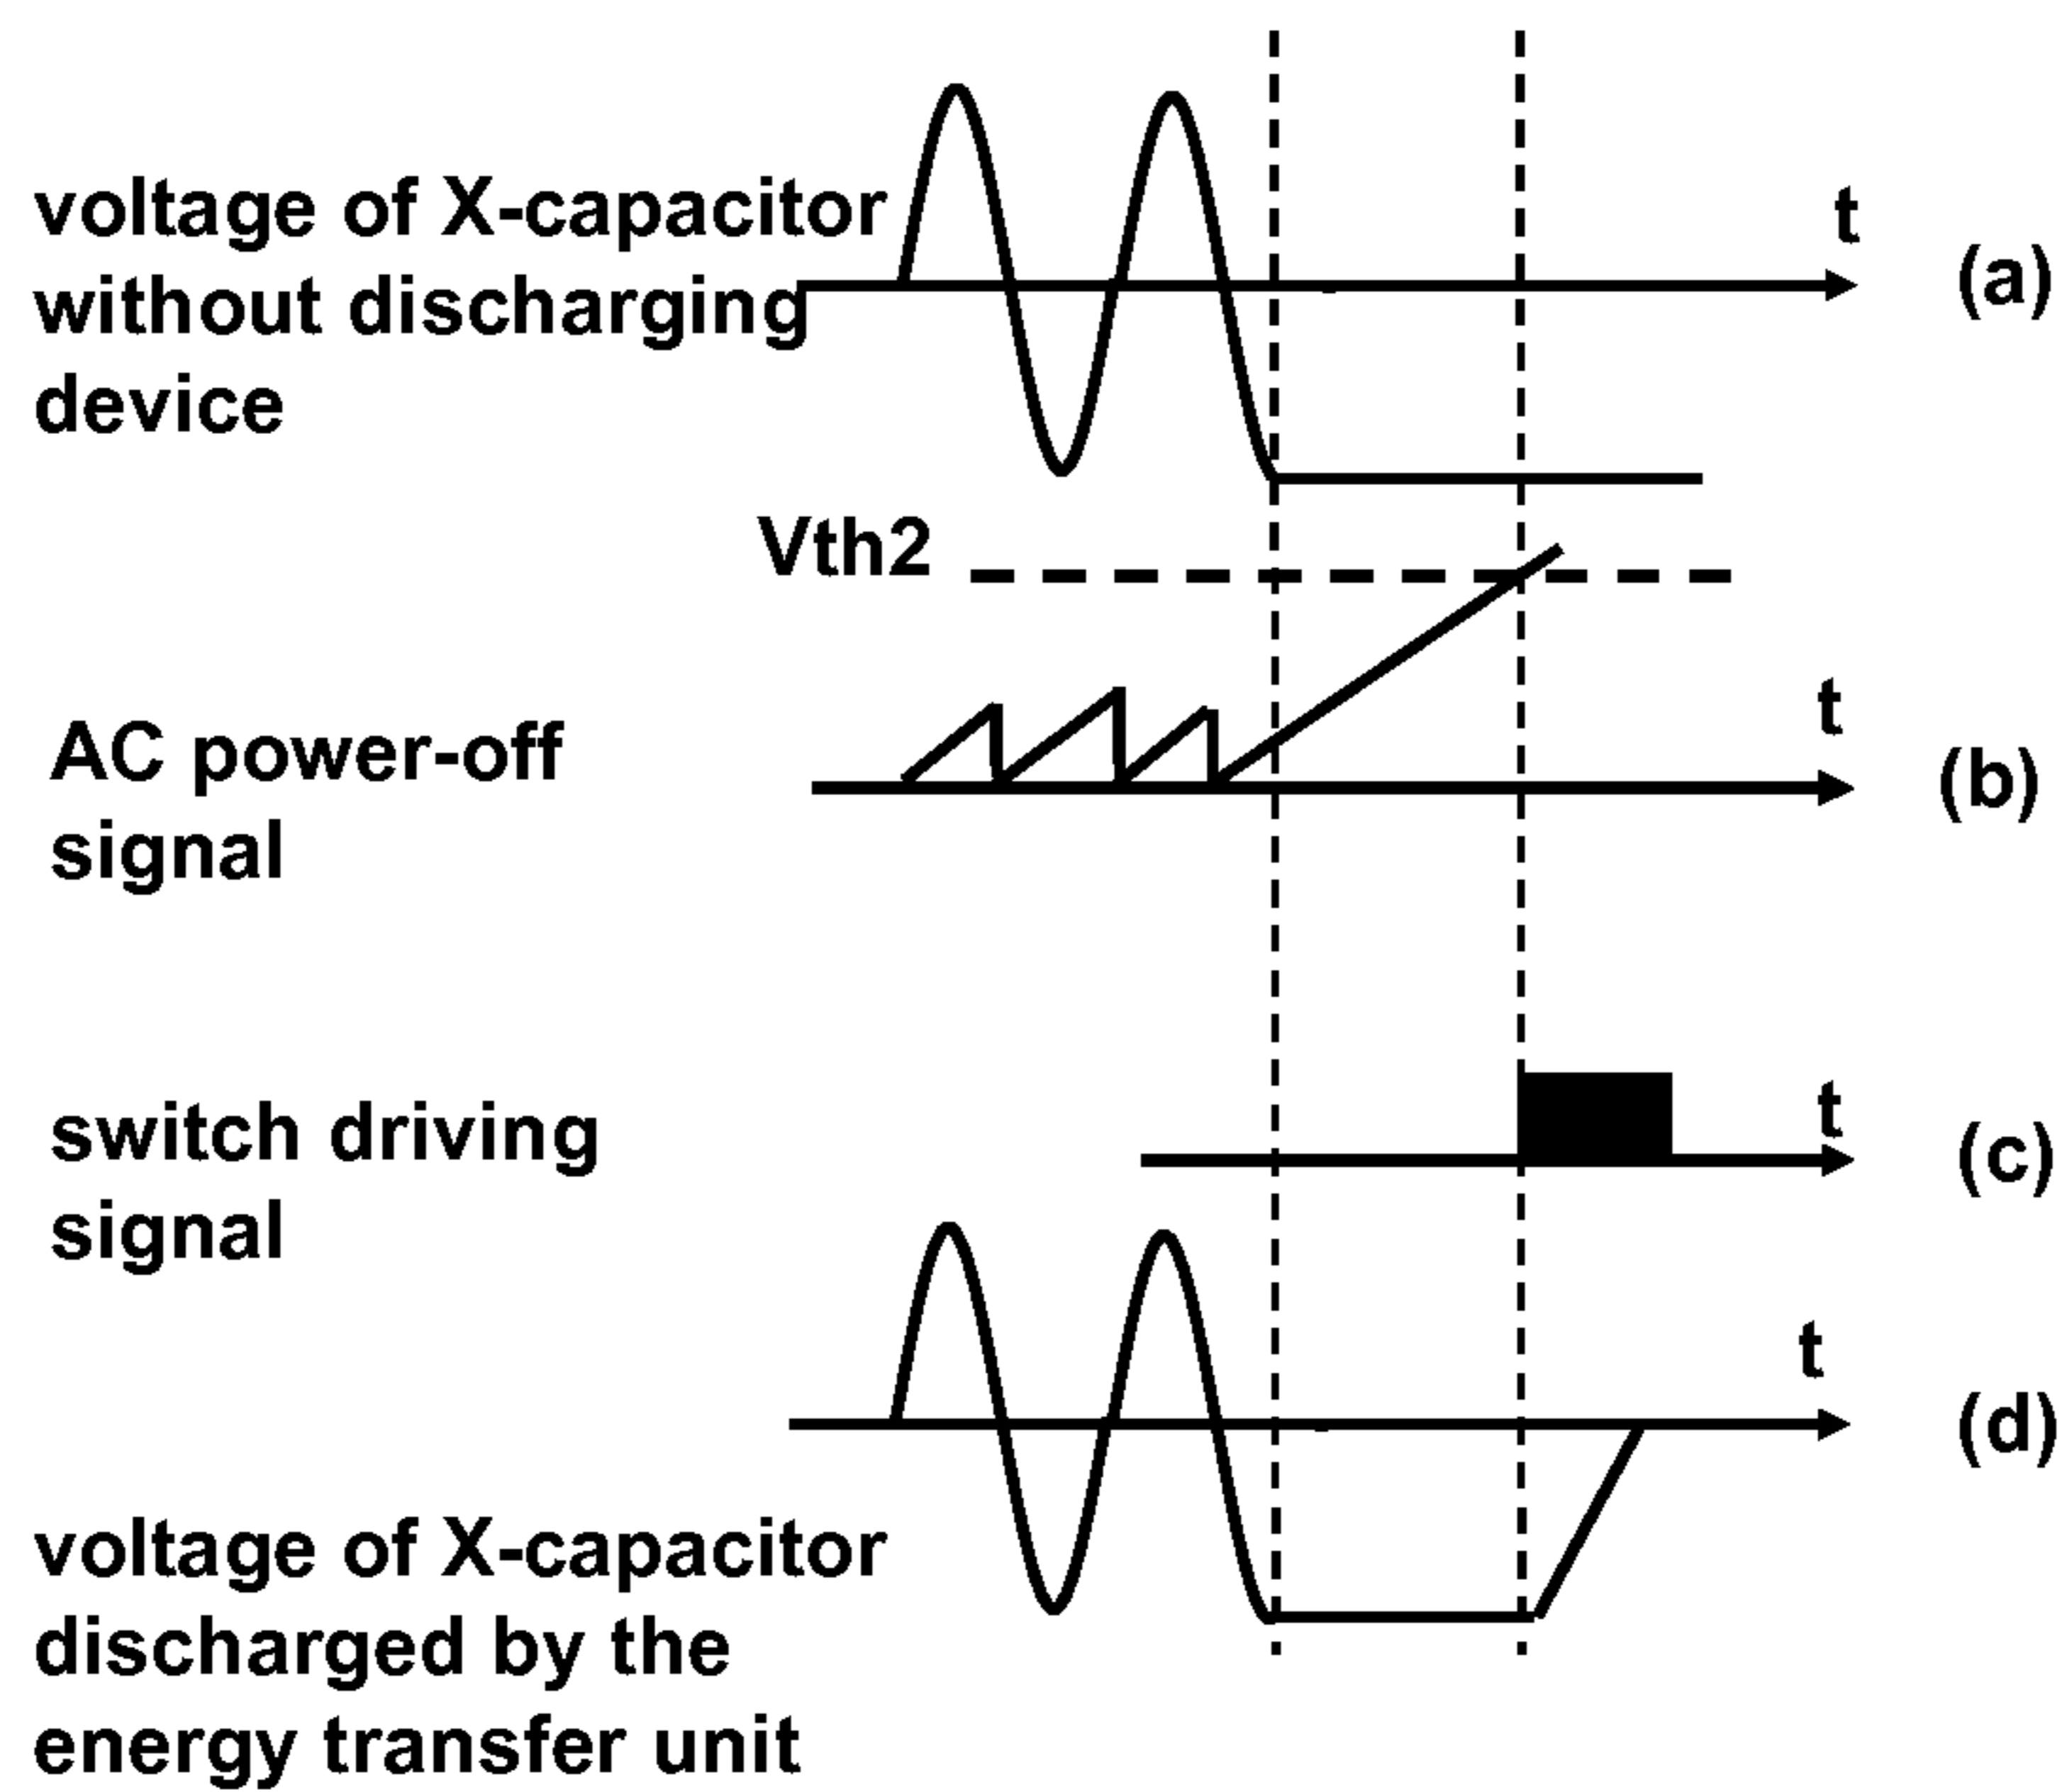 voltage of X-capacitor
without discharging
device
t
(a)
Vth2
AC power-off
signal
t
(b)
switch driving
signal
t
(c)
t
(d)
voltage of X-capacitor
discharged by the
energy transfer unit